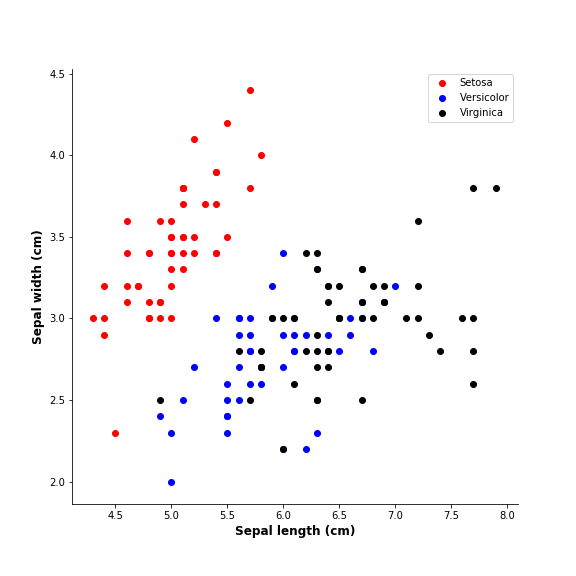 4.5
4.0
3.5
3.0
2.5
2.0
Sepal width (cm)
Setosa
Versicolor
Virginica
4.5 5.0 5.5 6.0 6.5 7.0 7.5 8.0
Sepal length (cm)